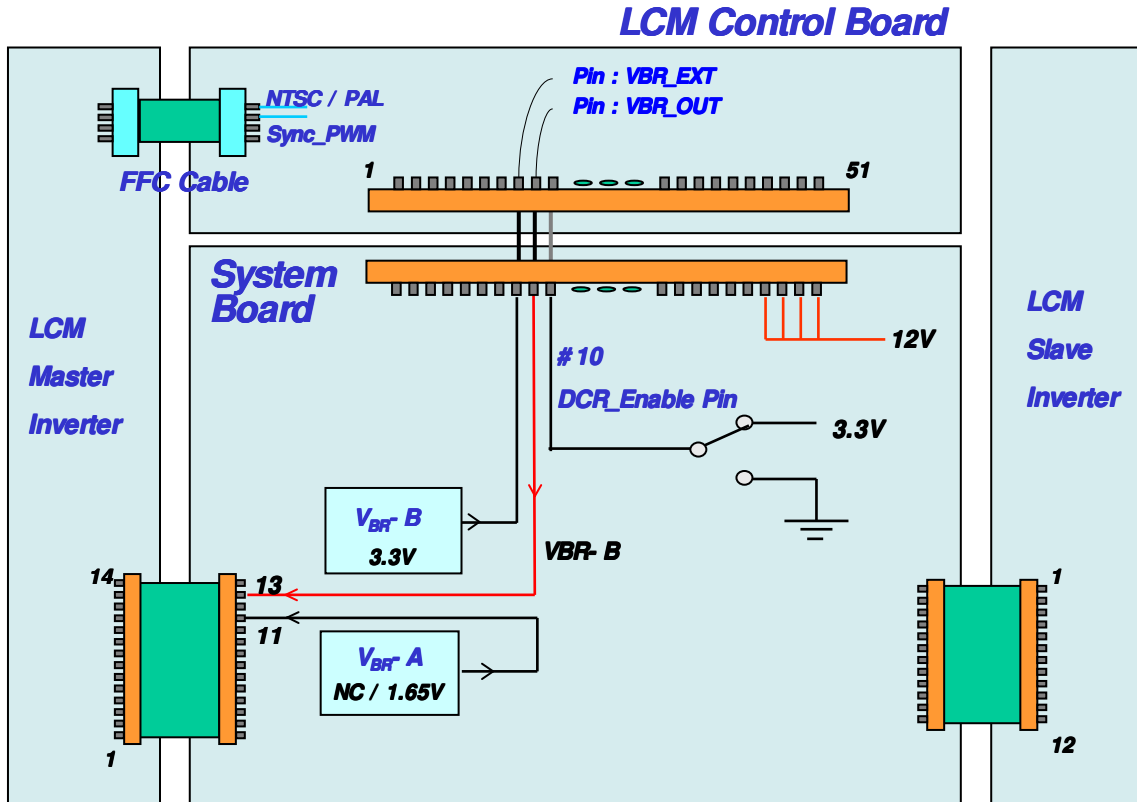 LCM Control Board
Pin : VBR_EXT
Pin : VBR_OUT
NTSC / PAL
Sync_PWM
FFC Cable
1
51
System
Board
LCM
Master
Inverter
LCM
Slave
Inverter
12V
# 10
DCR_Enable Pin
3.3V
VBR- B
3.3V
VBR- B
14
13
11
1
VBR- A
NC / 1.65V
1
12